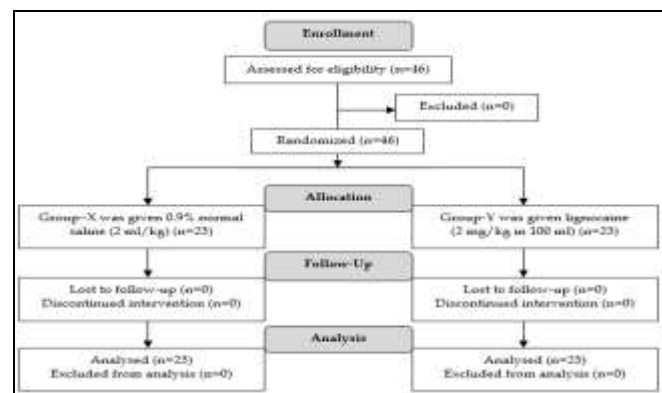 Enrollment
Assessed for eligibility (n=46)
Excluded (n=0)
Randomized (n=46)
Allocation
Group-X was given 0.9% normal
saline (2 ml/kg) (n=23)
Group-Y was given lignocaine
(2 mg/kg in 100 ml) (n=23)
Follow-Up
Lost to follow-up (n=0)
Discontinued intervention (n=0)
Lost to follow-up (n=0)
Discontinued intervention (n=0)
Analysis
Analysed (n=23)
Excluded from analysis (n=0)
Analysed (n=23)
Excluded from analysis (n=0)